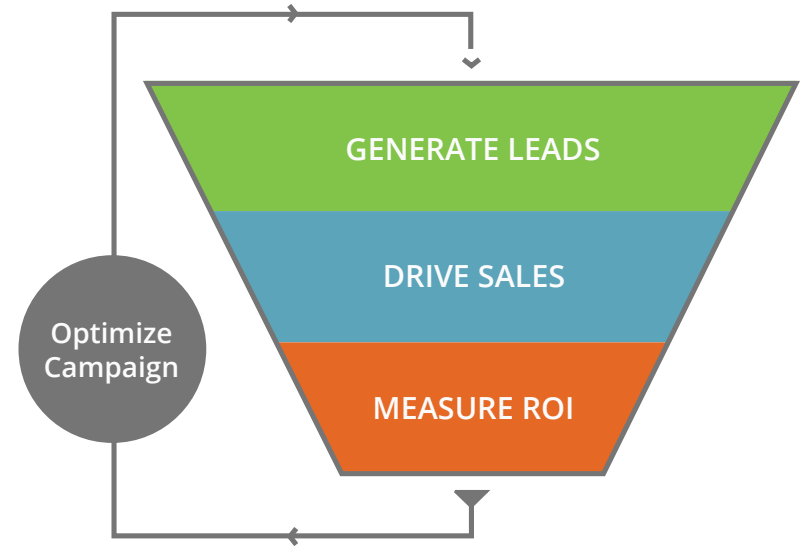 GENERATE LEADS
DRIVE SALES
Optimize
Campaign
MEASURE ROI